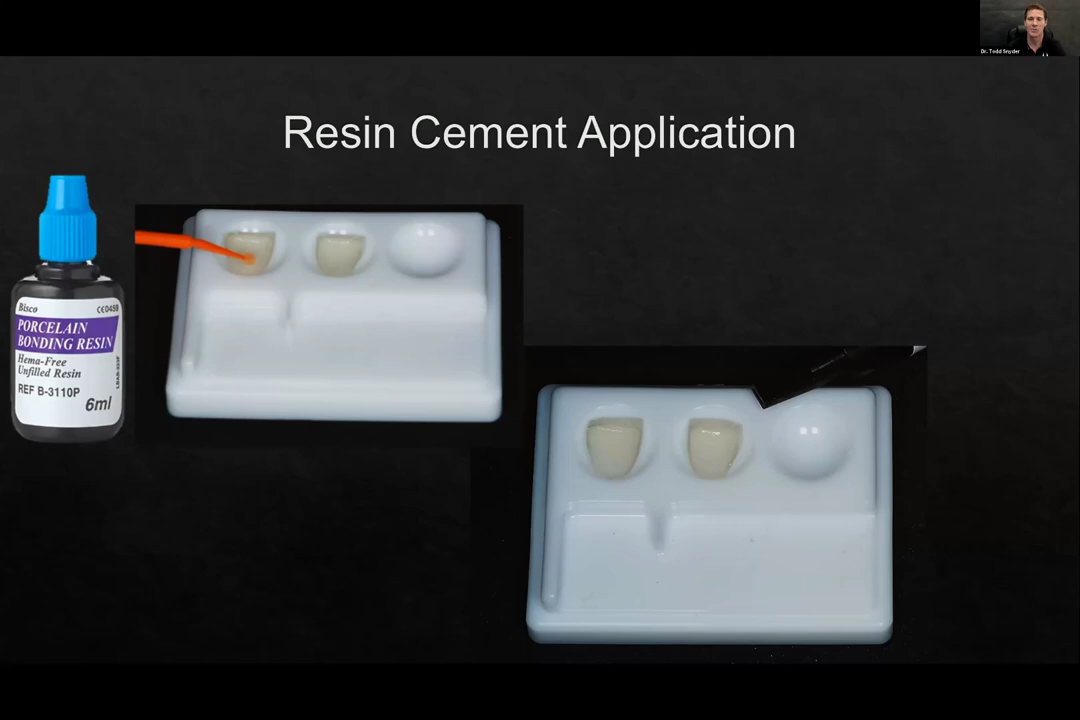 Dr. Todd Snyder
Resin Cement Application
Bisco
CE0459
PORCELAIN
BONDING RESIN
Hema-Free
Unfilled Resin
REF B-3110P
6ml